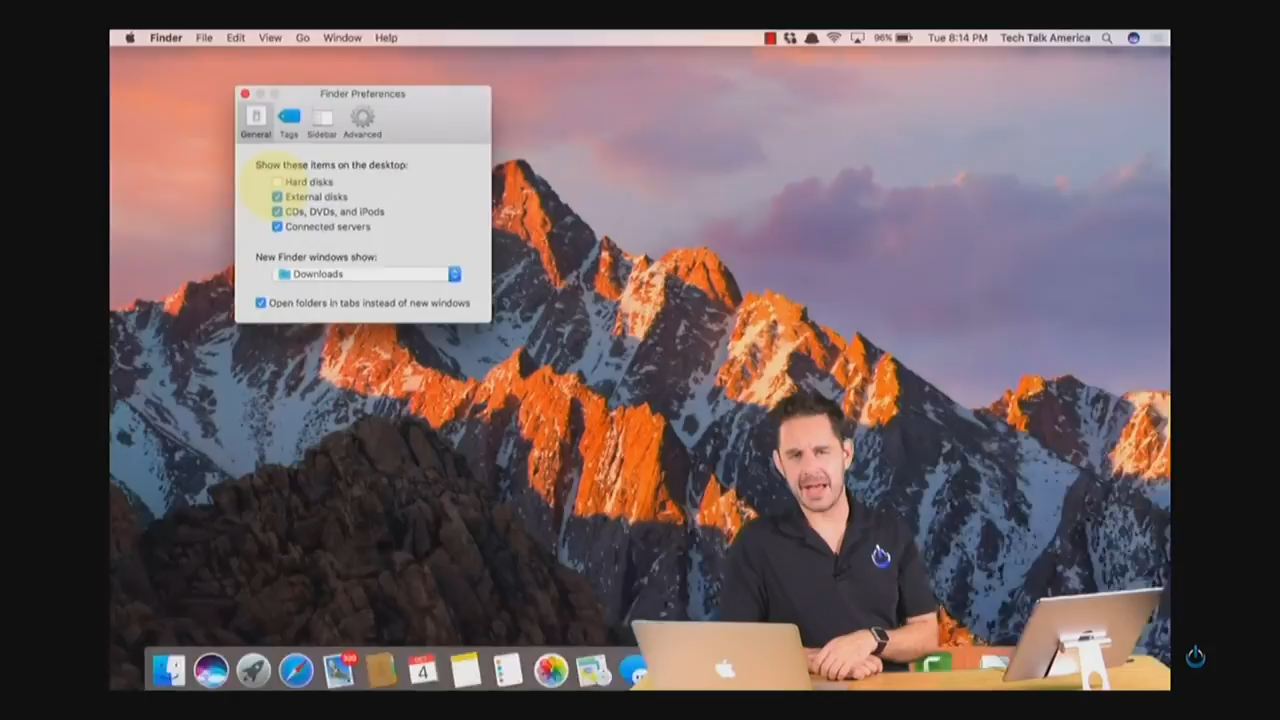 Finder File Edit View Go Window Help 96% Tue 8:14 PM Tech Talk America
Finder Preferences
General Tags Sidebar Advanced
Show these items on the desktop:
Hard disks
External disks
CDs, DVDs, and iPods
Connected servers
New Finder windows show:
Downloads
Open folders in tabs instead of new windows
OCT
4